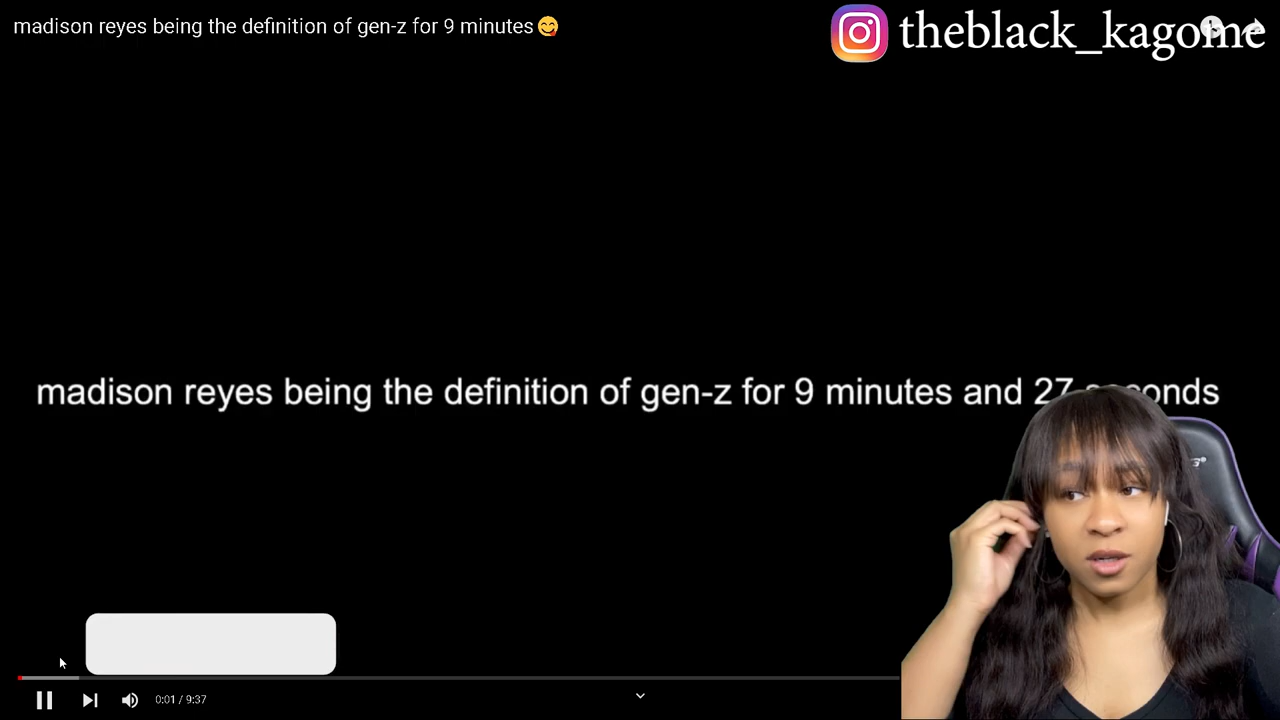 madison reyes being the definition of gen-z for 9 minutes😋
theblack_kagome
madison reyes being the definition of gen-z for 9 minutes and 27 seconds
0:01 / 9:37